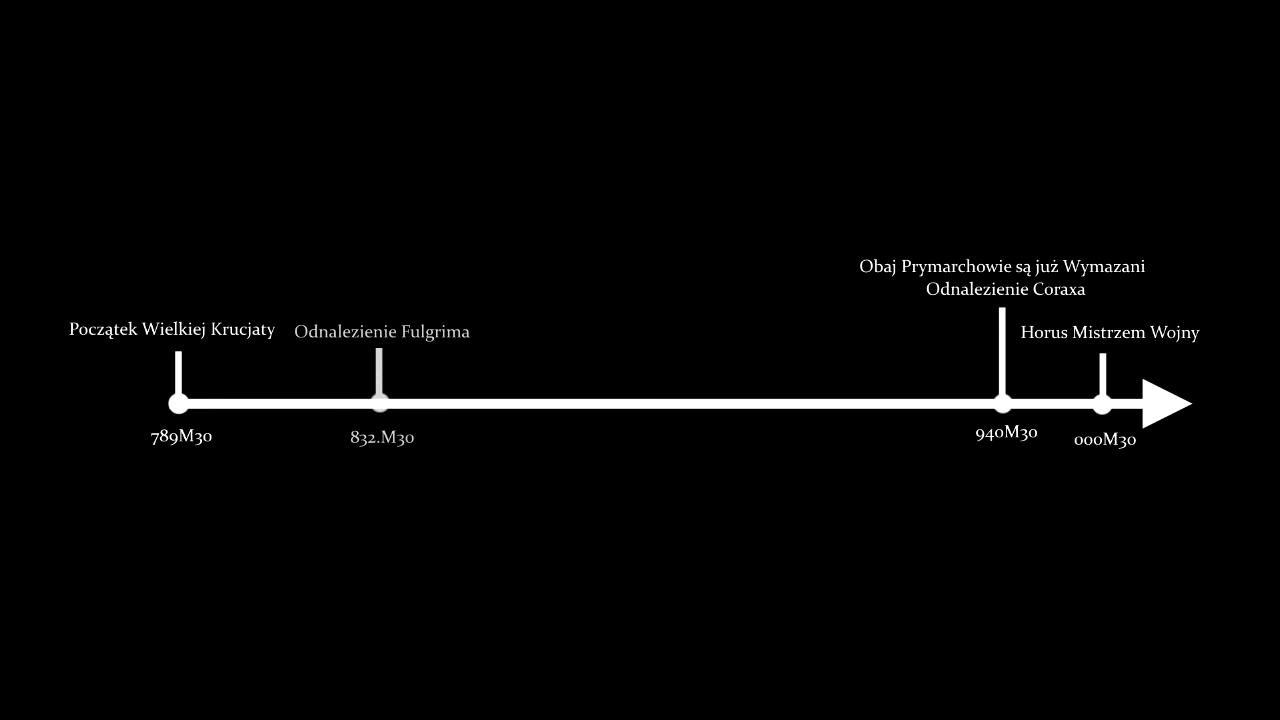 Obaj Prymarchowie są już Wymazani
Odnalezienie Coraxa
Początek Wielkiej Krucjaty
Odnalezienie Fulgrima
Horus Mistrzem Wojny
789M30
832.M30
940M30
000M30